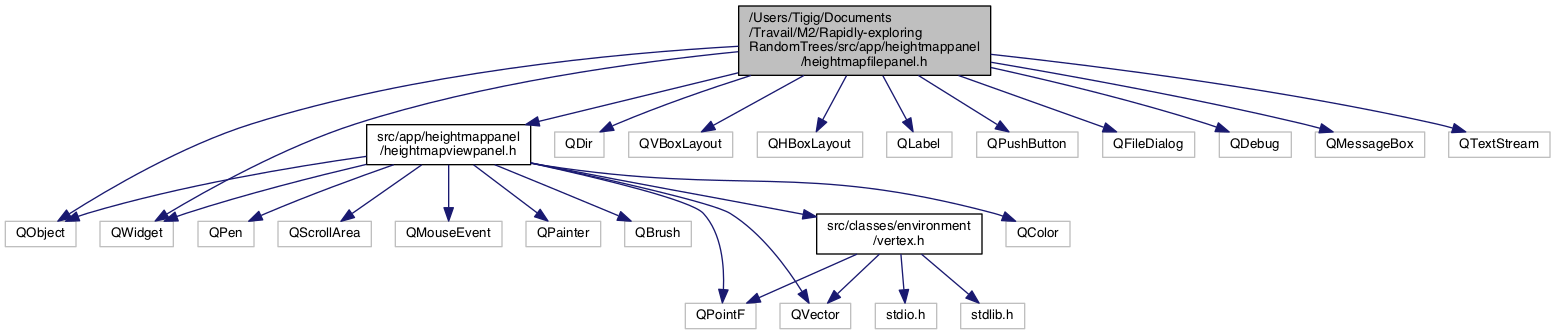 /Users/Tigig/Documents
/Travail/M2/Rapidly-exploring
RandomTrees/src/app/heightmappanel
/heightmapfilepanel.h
src/app/heightmappanel
/heightmapviewpanel.h
QDir
QVBoxLayout
QHBoxLayout
QLabel
QPushButton
QFileDialog
QDebug
QMessageBox
QTextStream
QObject
QWidget
QPen
QScrollArea
QMouseEvent
QPainter
QBrush
src/classes/environment
/vertex.h
QColor
QPointF
QVector
stdio.h
stdlib.h